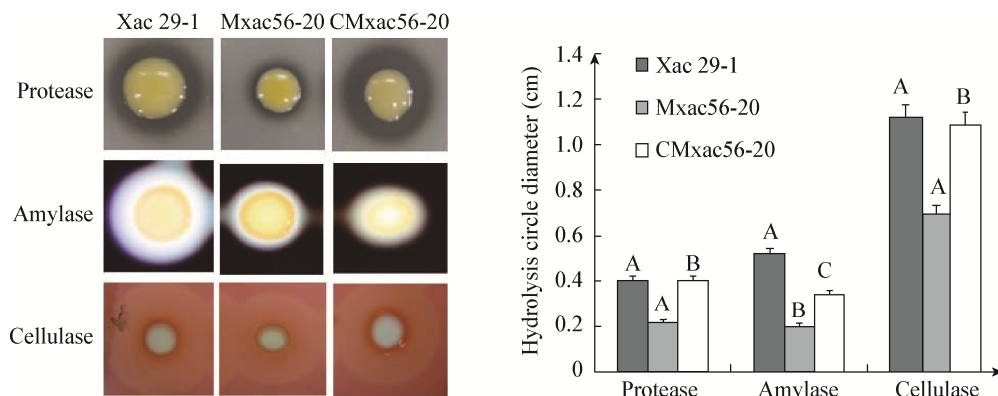 Xac 29-1 Mxac56-20 CMxac56-20
Protease
Amylase
Cellulase
Hydrolysis circle diameter (cm)
1.4
1.2
1.0
0.8
0.6
0.4
0.2
0
Xac 29-1
Mxac56-20
CMxac56-20
A A B
A B C
A A B
Protease Amylase Cellulase